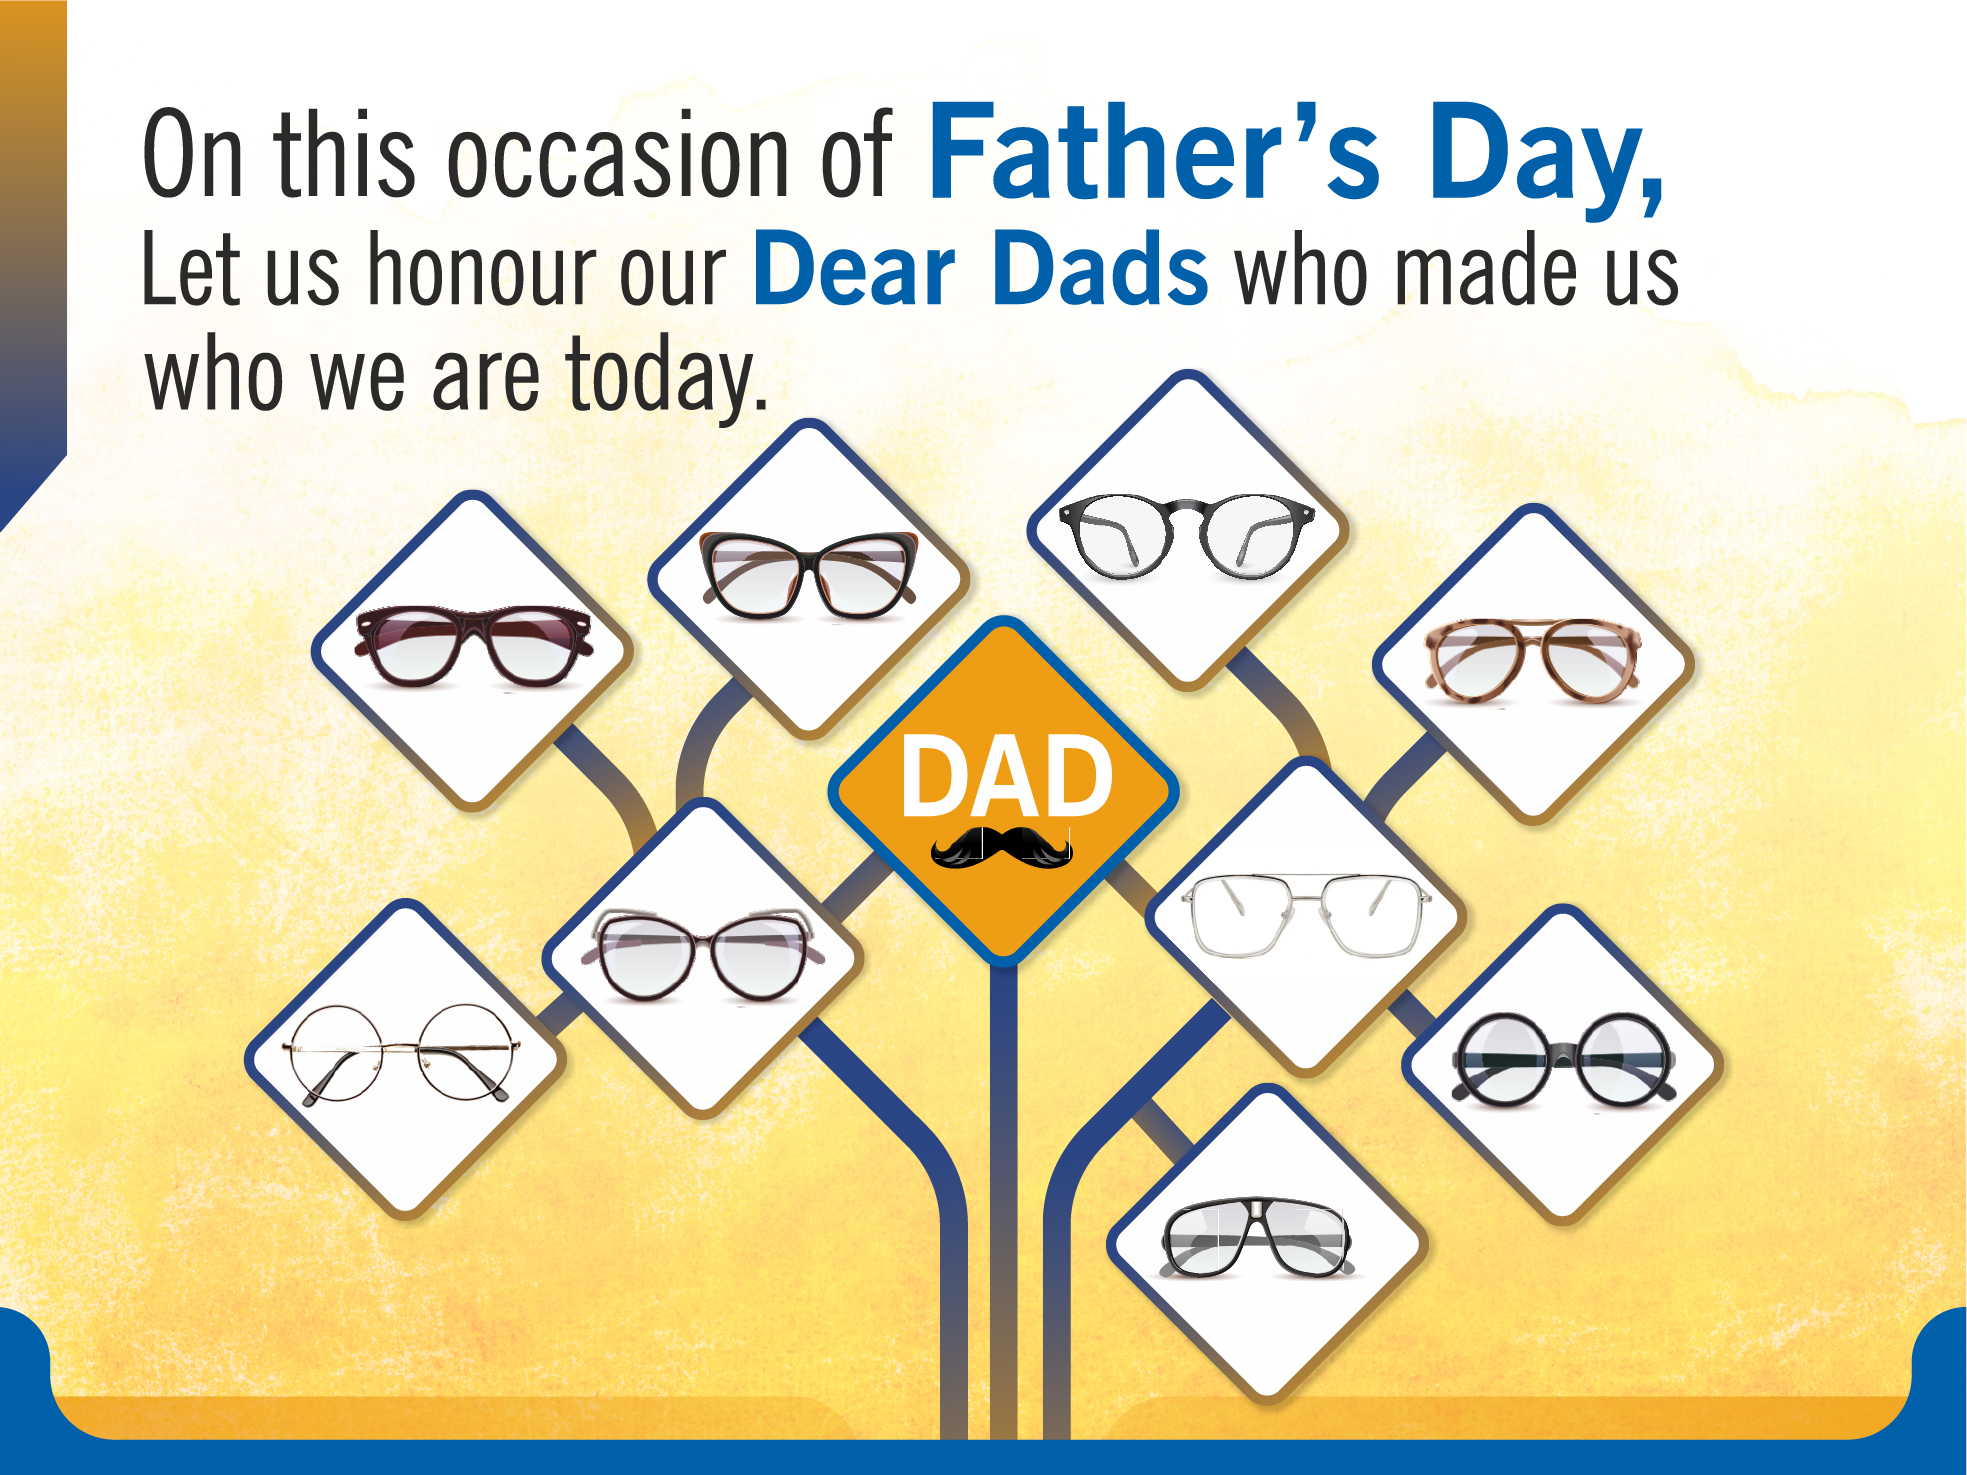 On this occasion of Father’s Day,
Let us honour our Dear Dads who made us
who we are today.
DAD